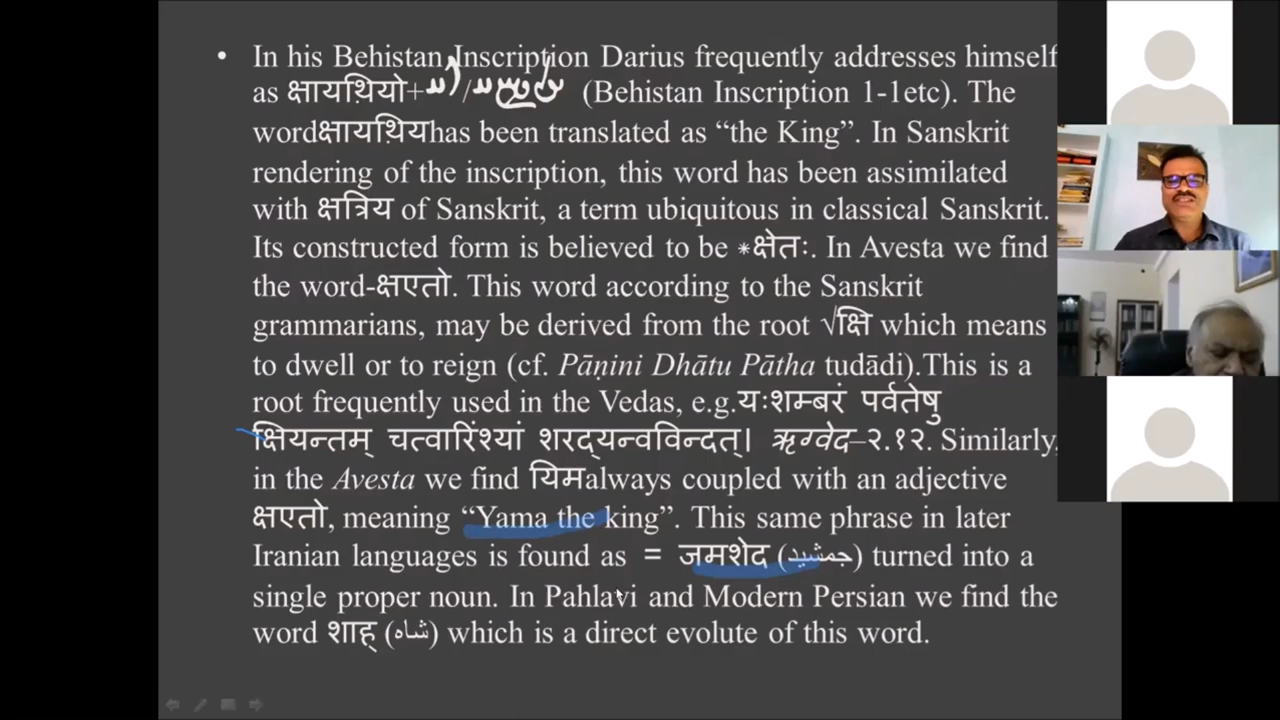 • In his Behistan Inscription Darius frequently addresses himself
as क्षायथ़ियो+ / (Behistan Inscription 1-1etc). The
wordक्षायथ़ियhas been translated as “the King”. In Sanskrit
rendering of the inscription, this word has been assimilated
with क्षत्रिय of Sanskrit, a term ubiquitous in classical Sanskrit.
Its constructed form is believed to be *क्षेतः. In Avesta we find
the word-क्षएतो. This word according to the Sanskrit
grammarians, may be derived from the root √क्षि which means
to dwell or to reign (cf. Pāṇini Dhātu Pātha tudādi).This is a
root frequently used in the Vedas, e.g.यःशम्बरं पर्वतेषु
क्षियन्तम् चत्वारिंश्यां शरद्यन्वविन्दत्। ऋग्वेद–२.१२. Similarly,
in the Avesta we find यिमalways coupled with an adjective
क्षएतो, meaning “Yama the king”. This same phrase in later
Iranian languages is found as = जमशेद (جمشید) turned into a
single proper noun. In Pahlavi and Modern Persian we find the
word शाह् (شاه) which is a direct evolute of this word.